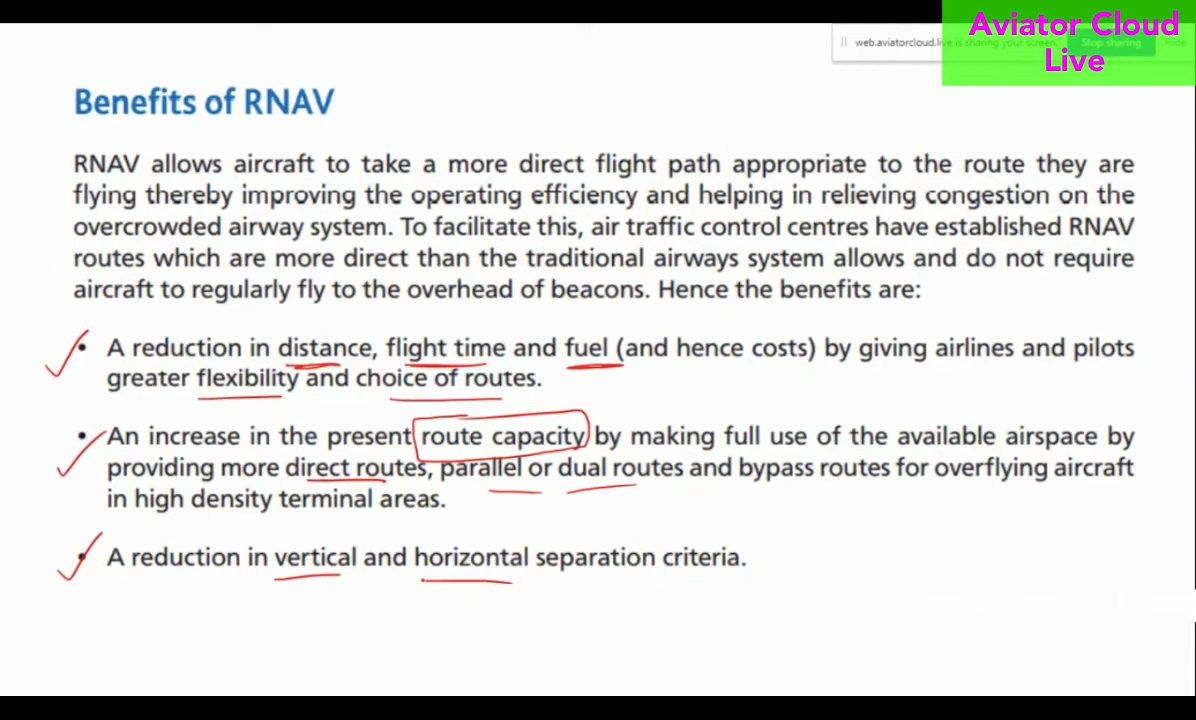 Aviator Cloud
Live
web.aviatorcloud.live is sharing your screen.
Stop sharing
Hide
Benefits of RNAV
RNAV allows aircraft to take a more direct flight path appropriate to the route they are
flying thereby improving the operating efficiency and helping in relieving congestion on the
overcrowded airway system. To facilitate this, air traffic control centres have established RNAV
routes which are more direct than the traditional airways system allows and do not require
aircraft to regularly fly to the overhead of beacons. Hence the benefits are:
• A reduction in distance, flight time and fuel (and hence costs) by giving airlines and pilots
greater flexibility and choice of routes.
• An increase in the present route capacity by making full use of the available airspace by
providing more direct routes, parallel or dual routes and bypass routes for overflying aircraft
in high density terminal areas.
• A reduction in vertical and horizontal separation criteria.